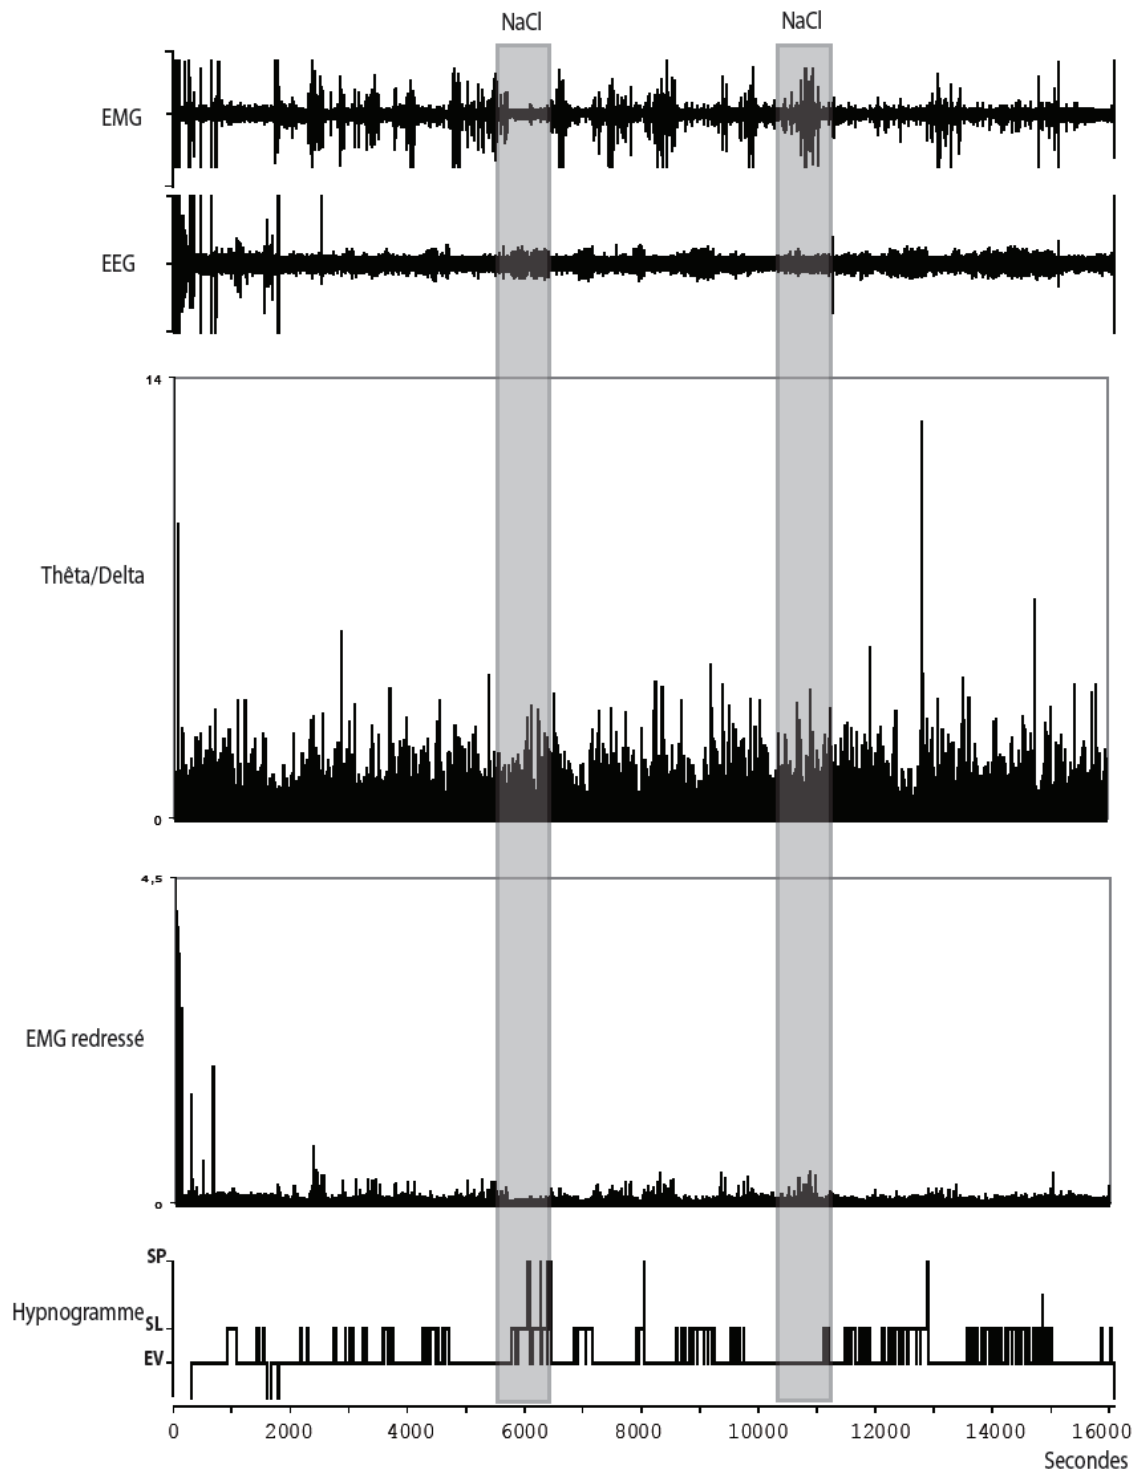 NaCl NaCl
EMG
EEG
14
Thêta/Delta
0
4,5
EMG redressé
0
SP
Hypnogramme SL
EV
0 2000 4000 6000 8000 10000 12000 14000 16000
Secondes